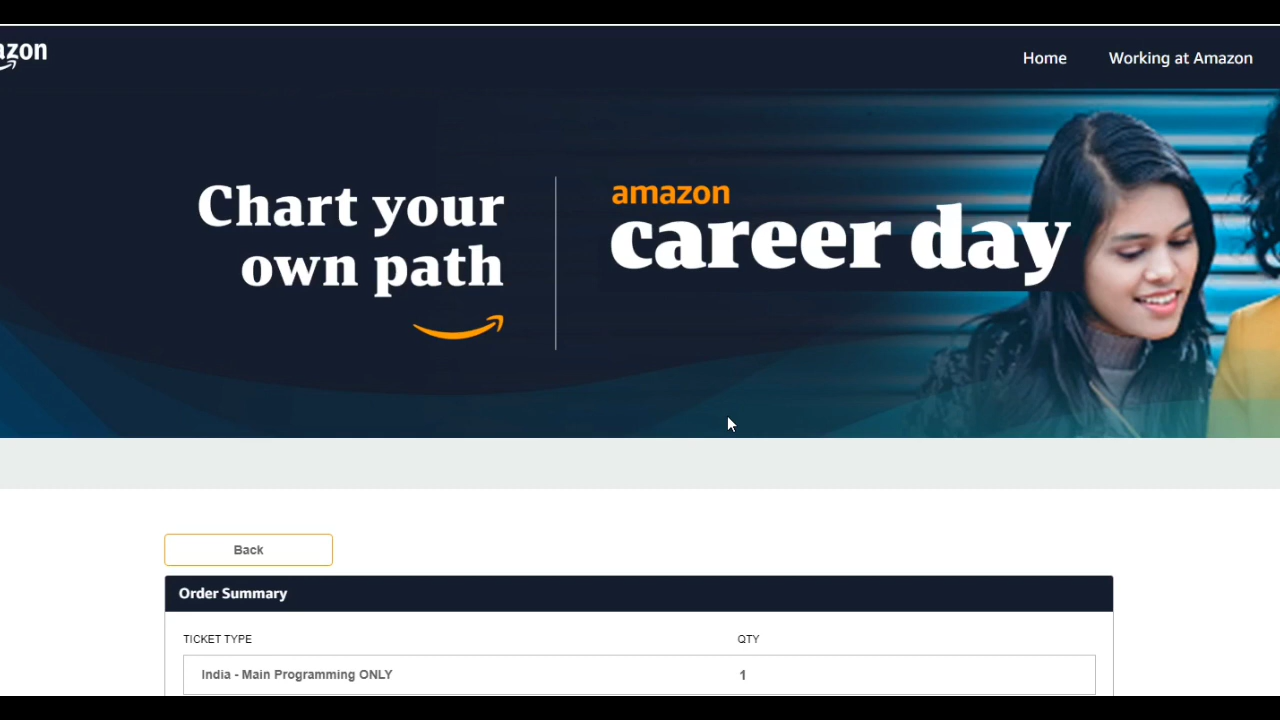 azon
Home
Working at Amazon
Chart your
own path
amazon
career day
Back
Order Summary
TICKET TYPE
QTY
India - Main Programming ONLY
1